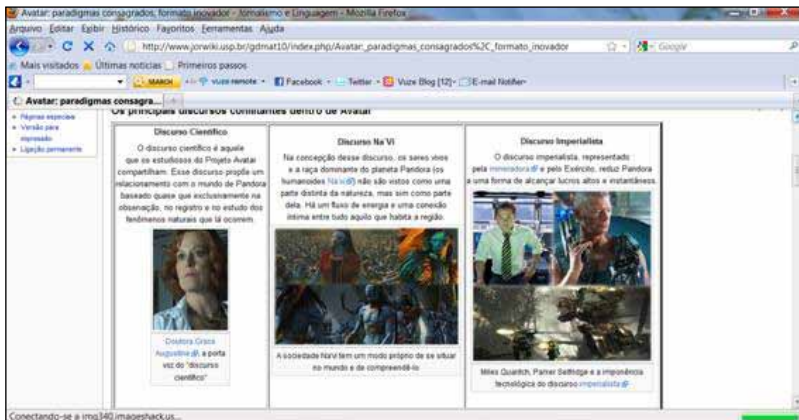 Avatar: paradigmas consagrados, formato inovador - Jornalismo e Linguagem - Mozilla Firefox
Arquivo Editar Exibir Histórico Favoritos Ferramentas Ajuda
http://www.jorwiki.usp.br/gdmat10/index.php/Avatar:_paradigmas_consagrados%2C_formato_inovador
Google
Mais visitados Últimas notícias Primeiros passos
SEARCH vuze remote Facebook Twitter Vuze Blog [12] E-mail Notifier
Avatar: paradigmas consagra...
Páginas especiais
Versão para
impressão
Ligação permanente
Os principais discursos conflitantes dentro de Avatar
Discurso Científico
O discurso científico é aquele
que os estudiosos do Projeto Avatar
compartilham. Esse discurso propõe um
relacionamento com o mundo de Pandora
baseado quase que exclusivamente na
observação, no registro e no estudo dos
fenômenos naturais que lá ocorrem.
Doutora Grace
Augustine, a porta
voz do "discurso
científico"
Discurso Na'Vi
Na concepção desse discurso, os seres vivos
e a raça dominante do planeta Pandora (os
humanoides Na'vi) não são vistos como uma
parte distinta da natureza, mas sim como parte
dela. Há um fluxo de energia e uma conexão
íntima entre tudo aquilo que habita a região.
A sociedade Na'Vi tem um modo próprio de se situar
no mundo e de compreendê-lo
Discurso Imperialista
O discurso imperialista, representado
pela mineradora e pelo Exército, reduz Pandora
a uma forma de alcançar lucros altos e instantâneos.
Miles Quaritch, Parker Selfridge e a imponência
tecnológica do discurso imperialista
Conectando-se a img340.imageshack.us...